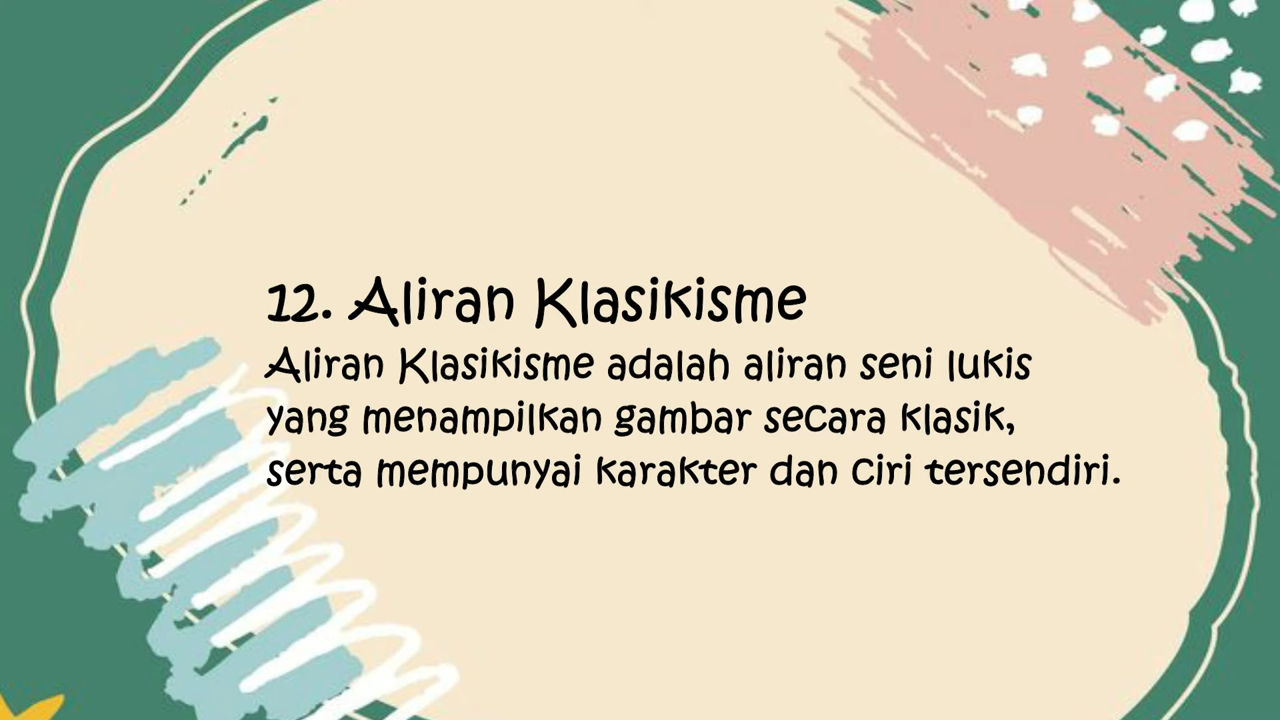 12. Aliran Klasikisme
Aliran Klasikisme adalah aliran seni lukis
yang menampilkan gambar secara klasik,
serta mempunyai karakter dan ciri tersendiri.